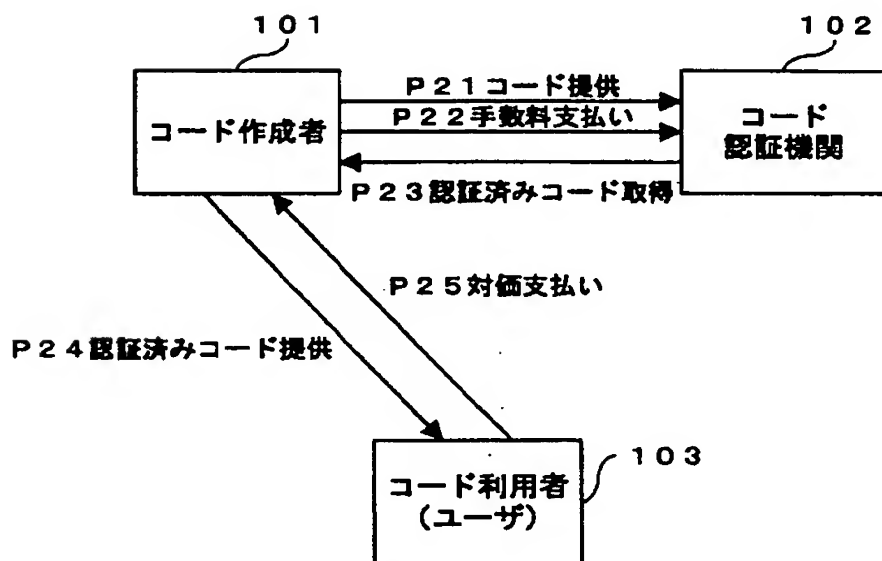 101
102
P21コード提供
P22手数料支払い
コード作成者
コード
認証機関
P23認証済みコード取得
P25対価支払い
P24認証済みコード提供
103
コード利用者
(ユーザ)